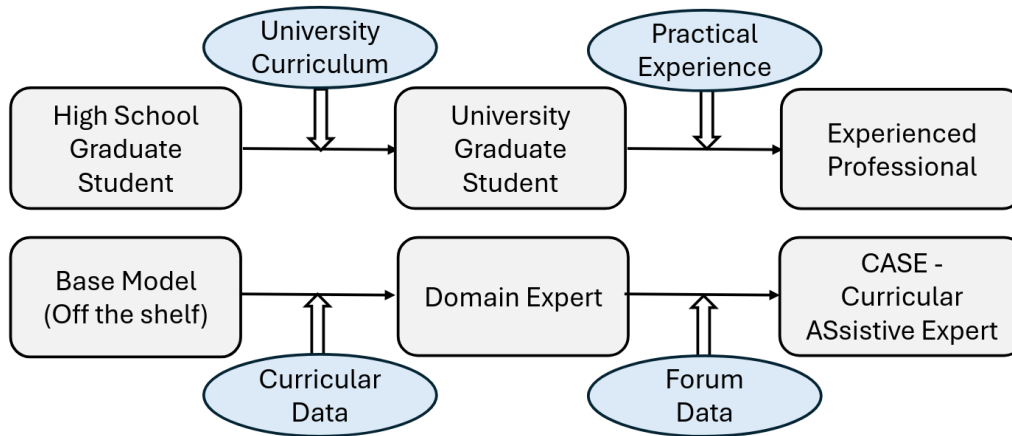 University
Curriculum
Practical
Experience
High School
Graduate
Student
University
Graduate
Student
Experienced
Professional
Base Model
(Off the shelf)
Domain Expert
CASE -
Curricular
ASsistive Expert
Curricular
Data
Forum
Data